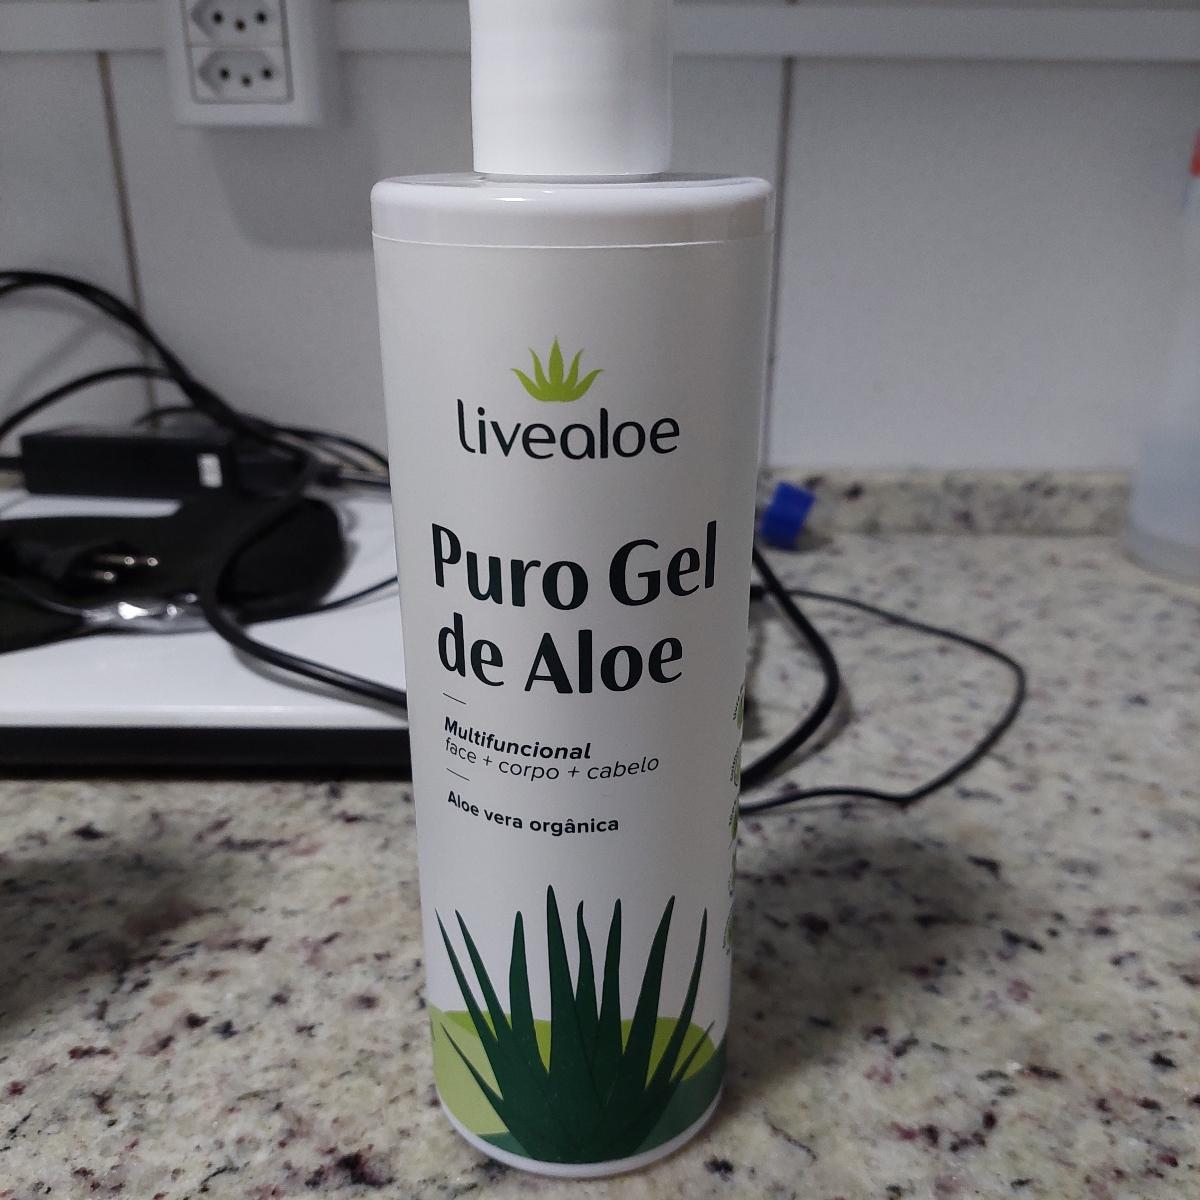 livealoe
Puro Gel
de Aloe
Multifuncional
face + corpo + cabelo
Aloe vera orgânica